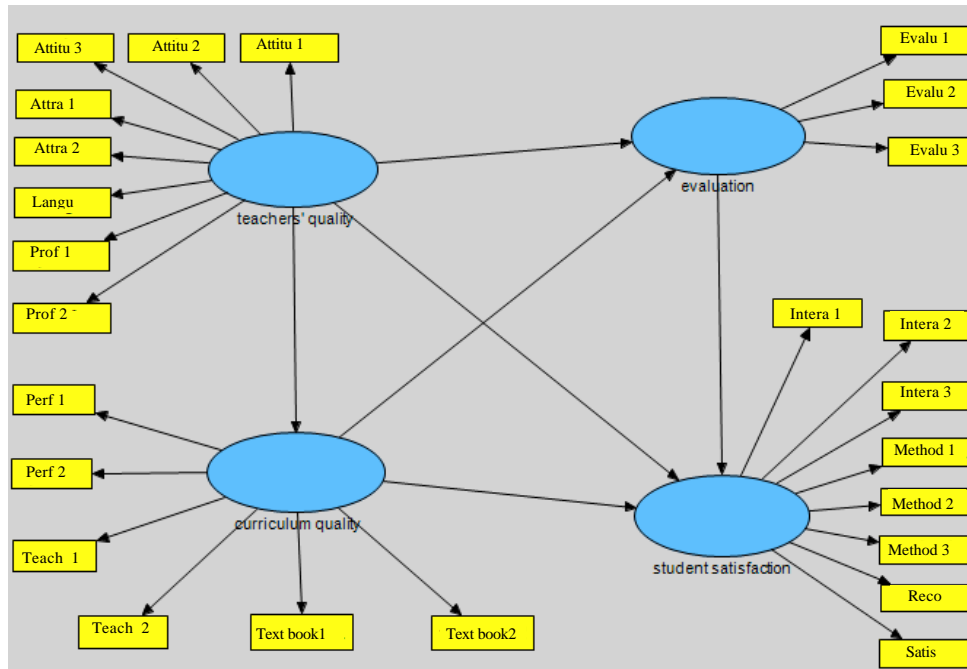 Attitu 3
Attitu 2
Attitu 1
Attra 1
Attra 2
Langu
Prof 1
Prof 2
teachers' quality
Evalu 1
Evalu 2
Evalu 3
evaluation
Perf 1
Perf 2
Teach 1
Teach 2
Text book1
Text book2
curriculum quality
Intera 1
Intera 2
Intera 3
Method 1
Method 2
Method 3
Reco
Satis
student satisfaction